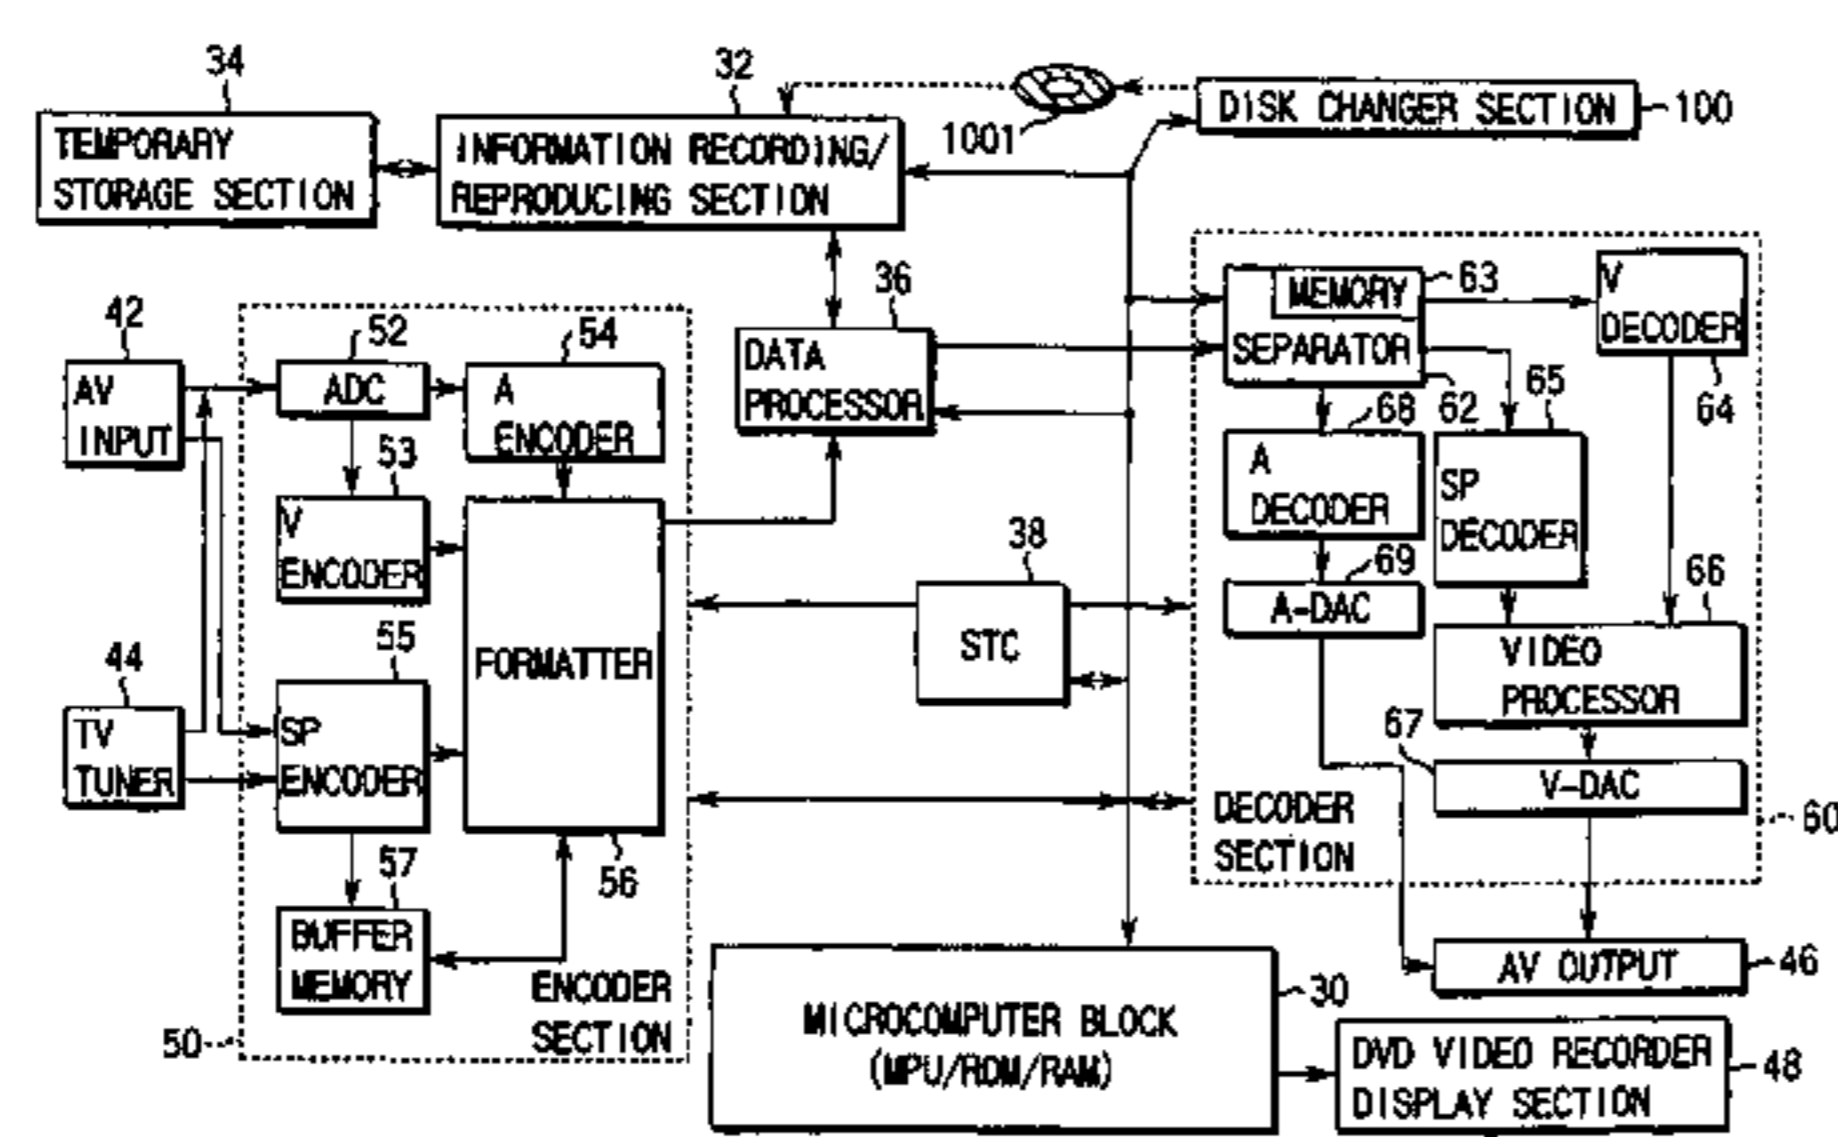 34
32
1001
DISK CHANGER SECTION
100
TEMPORARY
STORAGE SECTION
INFORMATION RECORDING/
REPRODUCING SECTION
36
DATA
PROCESSOR
42
AV
INPUT
44
TV
TUNER
52
ADC
54
A
ENCODER
53
V
ENCODER
55
SP
ENCODER
FORMATTER
56
57
BUFFER
MEMORY
ENCODER
SECTION
50
38
STC
MEMORY
63
SEPARATOR
62
V
DECODER
64
68
A
DECODER
65
SP
DECODER
69
A-DAC
66
VIDEO
PROCESSOR
67
V-DAC
DECODER
SECTION
60
AV OUTPUT
46
MICROCOMPUTER BLOCK
(MPU/ROM/RAM)
30
DVD VIDEO RECORDER
DISPLAY SECTION
48